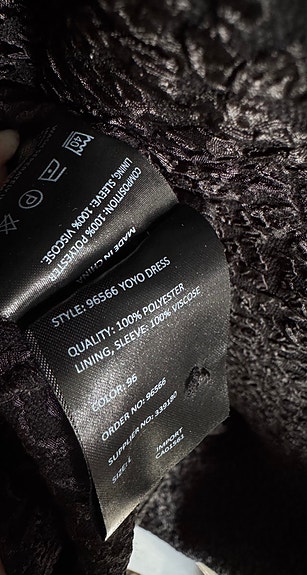 COMPOSITION: 100% POLYESTER
LINING, SLEEVE: 100% VISCOSE
MADE IN CHINA
STYLE: 96566 YOYO DRESS
QUALITY: 100% POLYESTER
LINING, SLEEVE: 100% VISCOSE
COLOR: 96
ORDER NO: 96566
SUPPLIER NO: 339180
SIZE: L
IMPORT